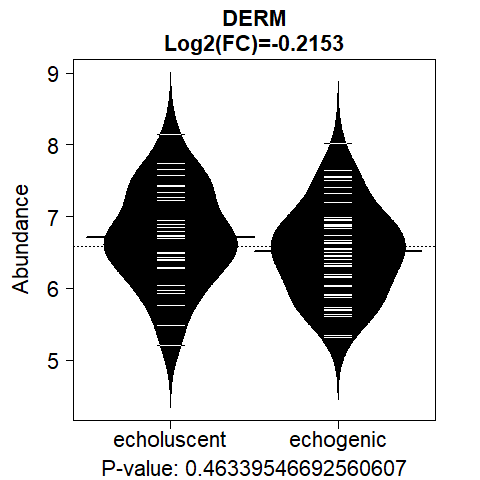 DERM
Log2(FC)=-0.2153
Abundance
9
8
7
6
5
echoluscent echogenic
P-value: 0.46339546692560607